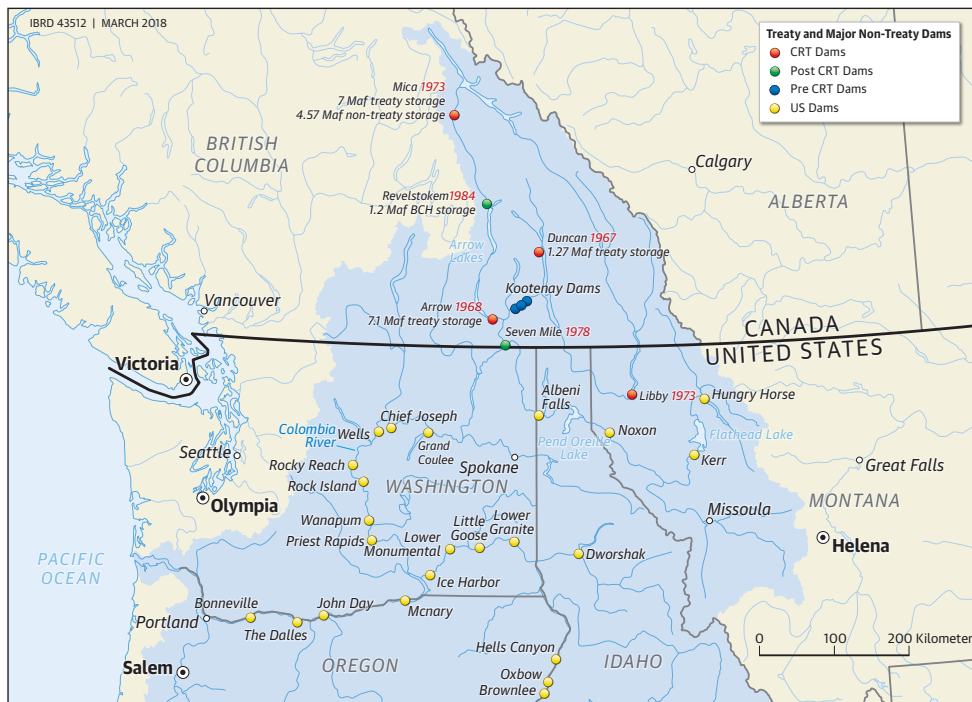 IBRD 43512 | MARCH 2018
Treaty and Major Non-Treaty Dams
CRT Dams
Post CRT Dams
Pre CRT Dams
US Dams
Mica 1973
7 Maf treaty storage
4.57 Maf non-treaty storage
BRITISH
COLUMBIA
Calgary
ALBERTA
Revelstokem1984
1.2 Maf BCH storage
Arrow
Lakes
Duncan 1967
1.27 Maf treaty storage
Kootenay Dams
Vancouver
Arrow 1968
7.1 Maf treaty storage
Seven Mile 1978
CANADA
UNITED STATES
Victoria
Albeni
Falls
Libby 1973
Hungry Horse
Chief Joseph
Colombia
River
Wells
Grand
Coulee
Pend Oreille
Lake
Noxon
Flathead Lake
Seattle
Rocky Reach
Spokane
Kerr
Great Falls
Rock Island
WASHINGTON
MONTANA
Olympia
Missoula
Wanapum
Priest Rapids
Lower
Monumental
Little
Goose
Lower
Granite
Helena
PACIFIC
OCEAN
Dworshak
Ice Harbor
Bonneville
John Day
Mcnary
Portland
The Dalles
0
100
200 Kilometer
Salem
OREGON
Hells Canyon
IDAHO
Oxbow
Brownlee